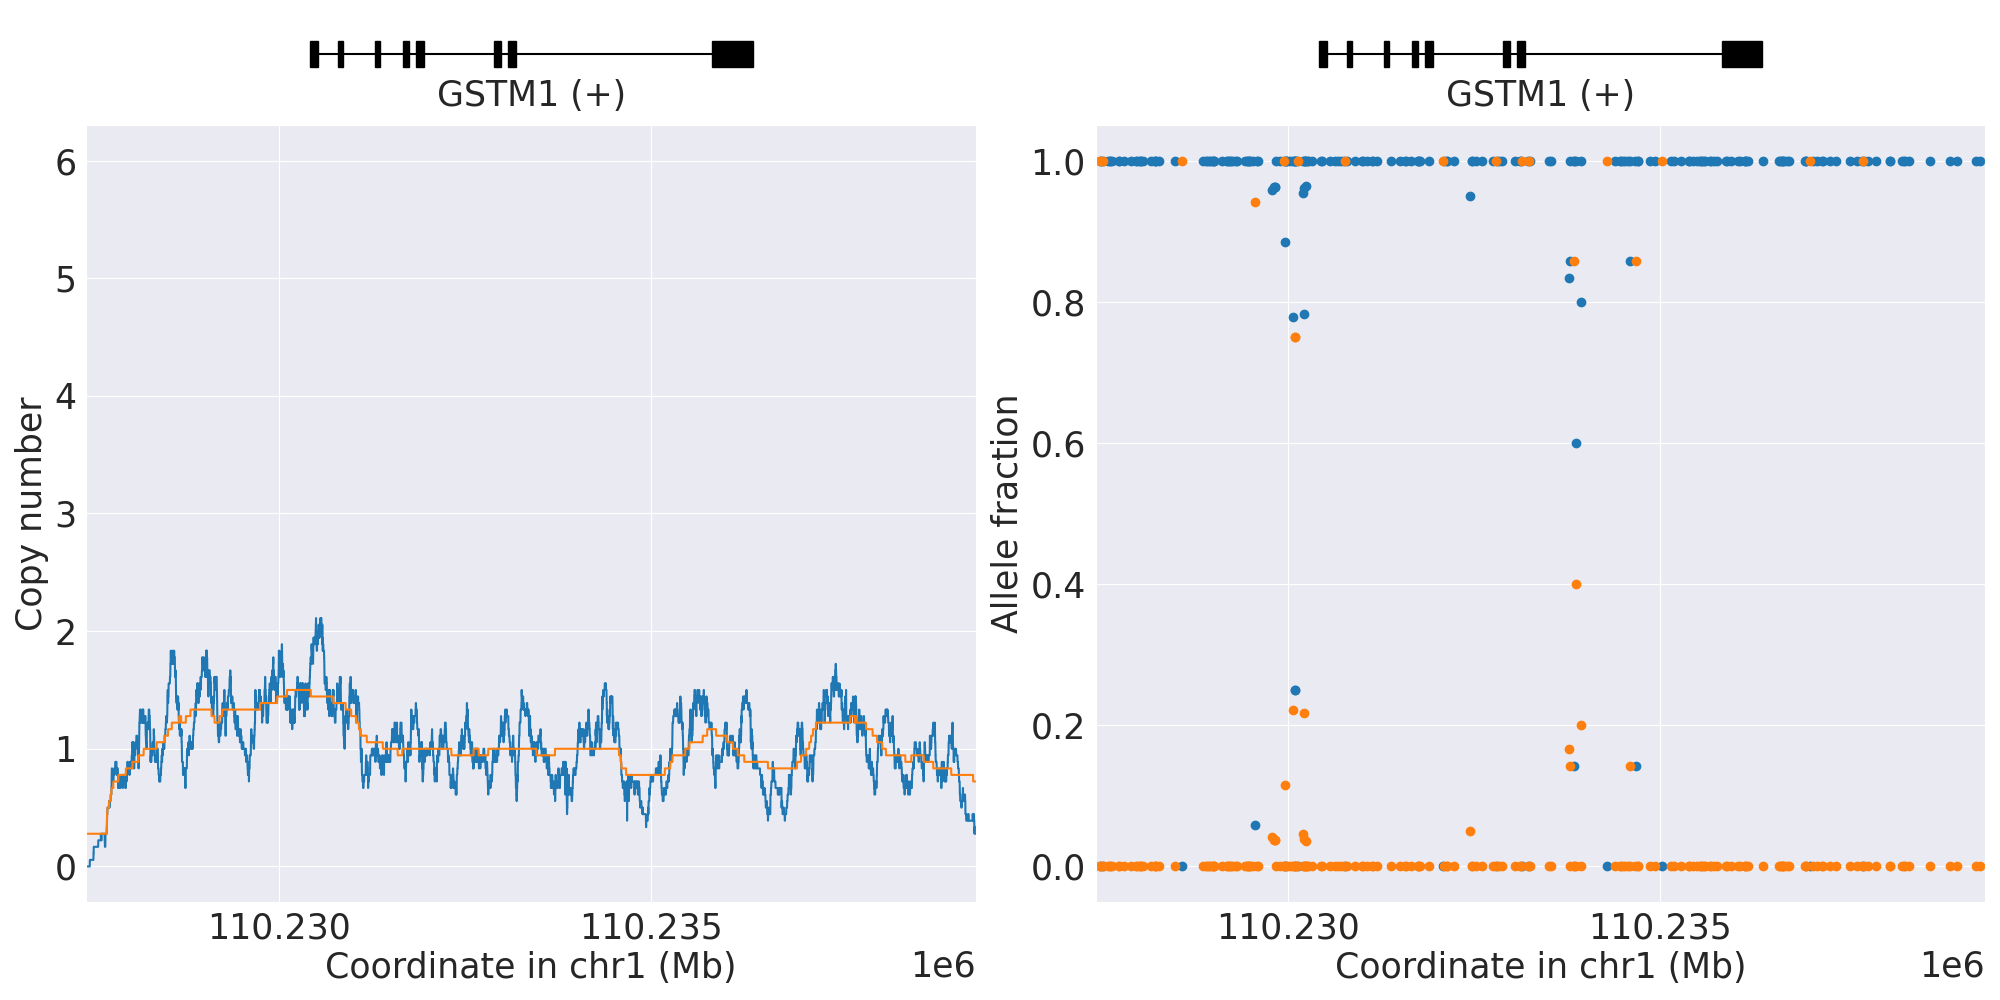 GSTM1 (+)
GSTM1 (+)
Copy number
6
5
4
3
2
1
0
110.230
110.235
Coordinate in chr1 (Mb)
1e6
Allele fraction
1.0
0.8
0.6
0.4
0.2
0.0
110.230
110.235
Coordinate in chr1 (Mb)
1e6